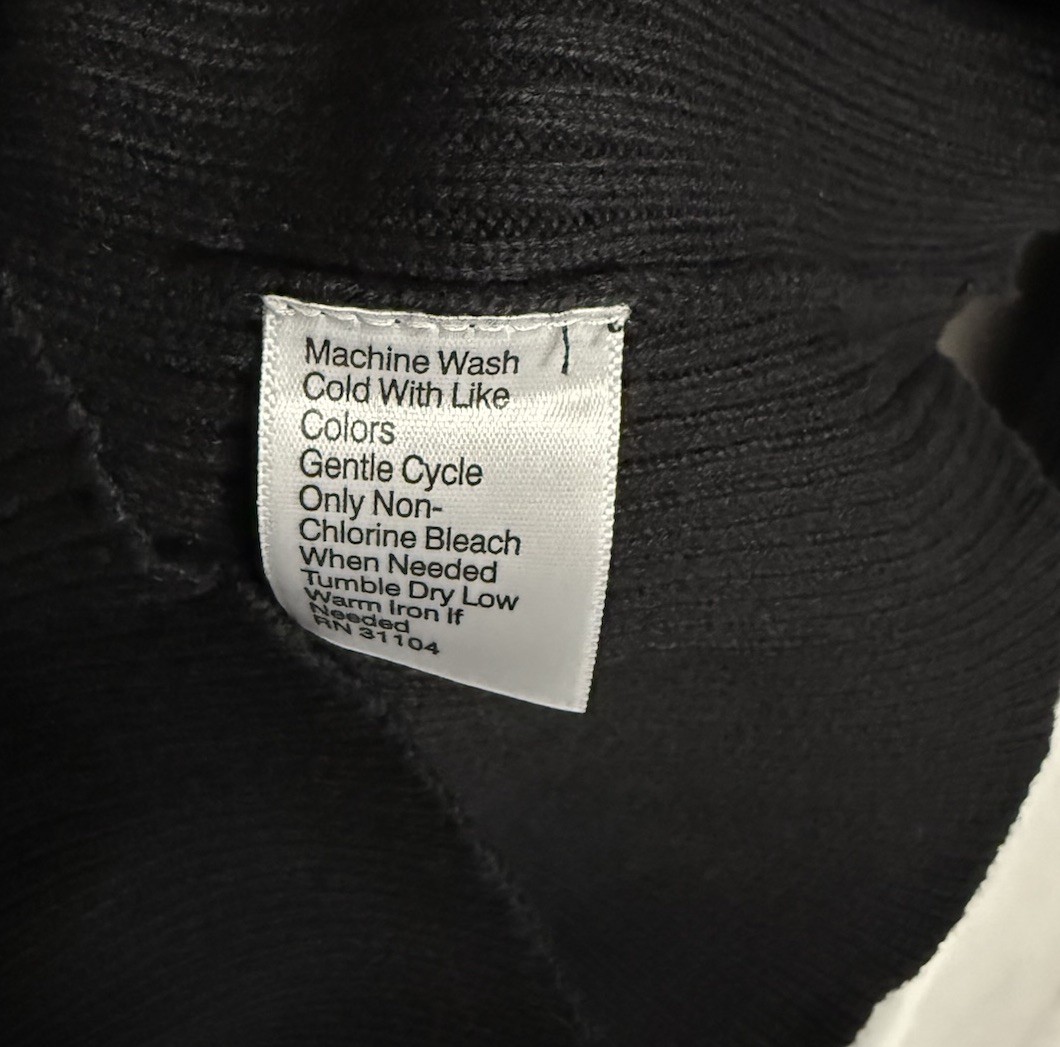 Machine Wash
Cold With Like
Colors
Gentle Cycle
Only Non-
Chlorine Bleach
When Needed
Tumble Dry Low
Warm Iron If
Needed
RN 31104